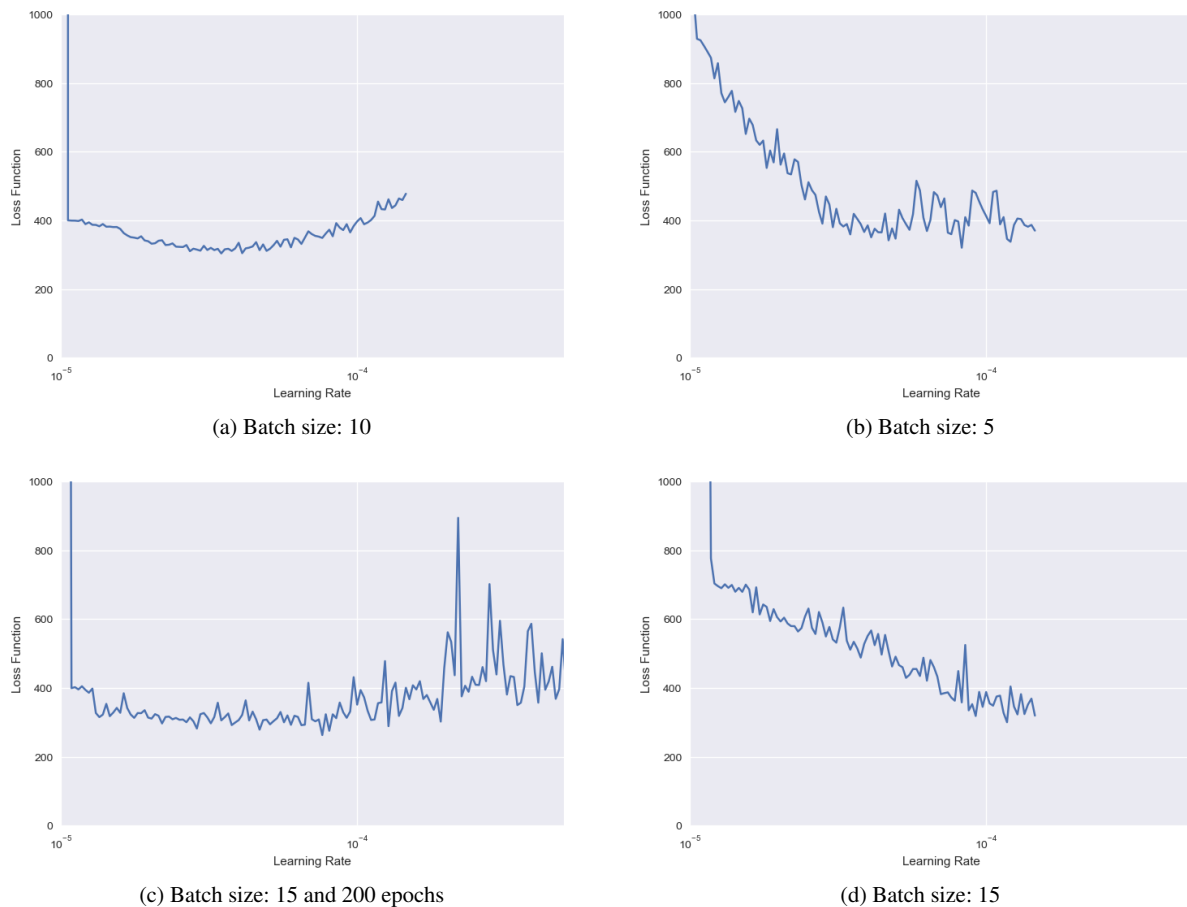 1000
800
600
400
200
0
Loss Function
10⁻⁵
10⁻⁴
Learning Rate
(a) Batch size: 10
1000
800
600
400
200
0
Loss Function
10⁻⁵
10⁻⁴
Learning Rate
(b) Batch size: 5
1000
800
600
400
200
0
Loss Function
10⁻⁵
10⁻⁴
Learning Rate
(c) Batch size: 15 and 200 epochs
1000
800
600
400
200
0
Loss Function
10⁻⁵
10⁻⁴
Learning Rate
(d) Batch size: 15